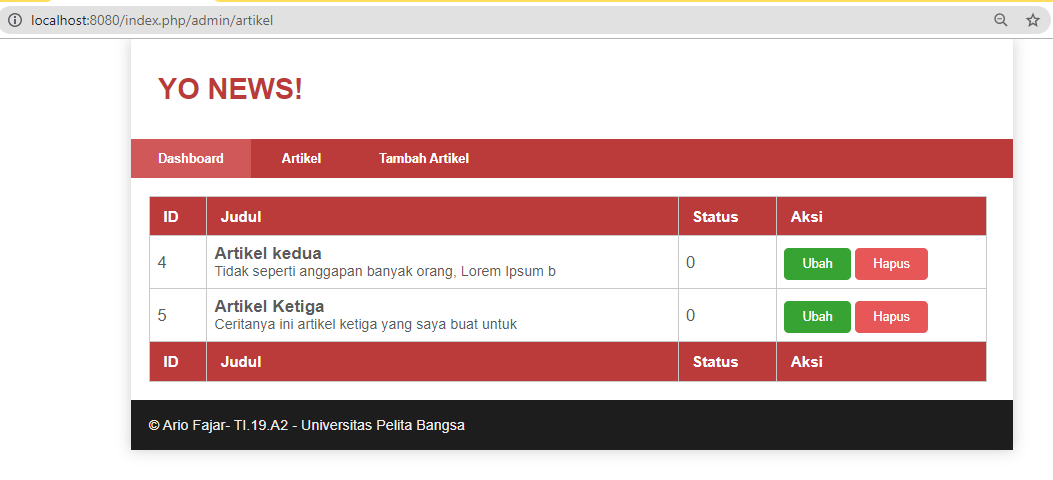 localhost:8080/index.php/admin/artikel
YO NEWS!
Dashboard Artikel Tambah Artikel
ID Judul Status Aksi
4 Artikel kedua 0 Ubah Hapus
Tidak seperti anggapan banyak orang, Lorem Ipsum b
5 Artikel Ketiga 0 Ubah Hapus
Ceritanya ini artikel ketiga yang saya buat untuk
ID Judul Status Aksi
© Ario Fajar- TI.19.A2 - Universitas Pelita Bangsa